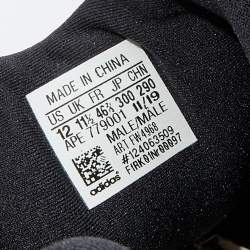 MADE IN CHINA
US UK FR JP CHN
12 11½ 46⅔ 300 290
APE 779001 11/19
MALE/MALE
ART FW4968
#124063509
F1RK01Nr00097
adidas